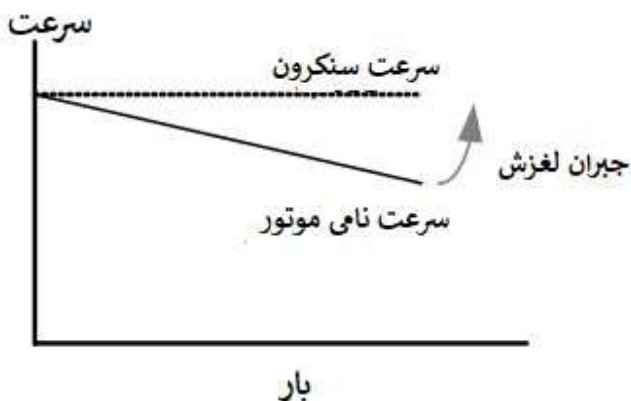 سرعت
سرعت سنکرون
جبران لغزش
سرعت نامی موتور
بار